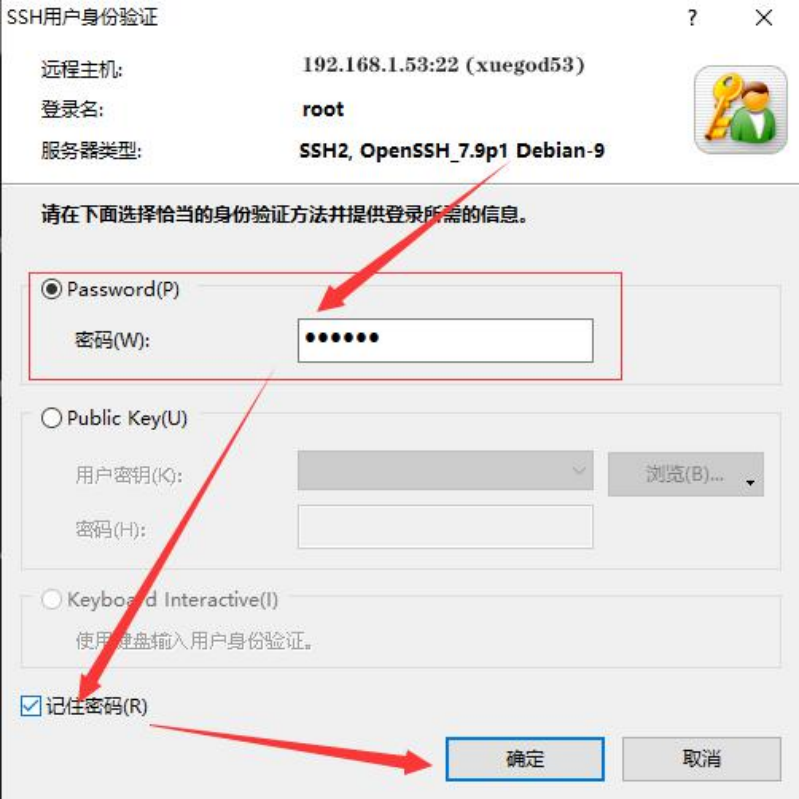 SSH用户身份验证
远程主机: 192.168.1.53:22 (xuegod53)
登录名: root
服务器类型: SSH2, OpenSSH_7.9p1 Debian-9
请在下面选择恰当的身份验证方法并提供登录所需的信息。
Password(P)
密码(W): ●●●●●●
Public Key(U)
用户密钥(K): 浏览(B)...
密码(H):
Keyboard Interactive(I)
使用键盘输入用户身份验证。
记住密码(R)
确定 取消